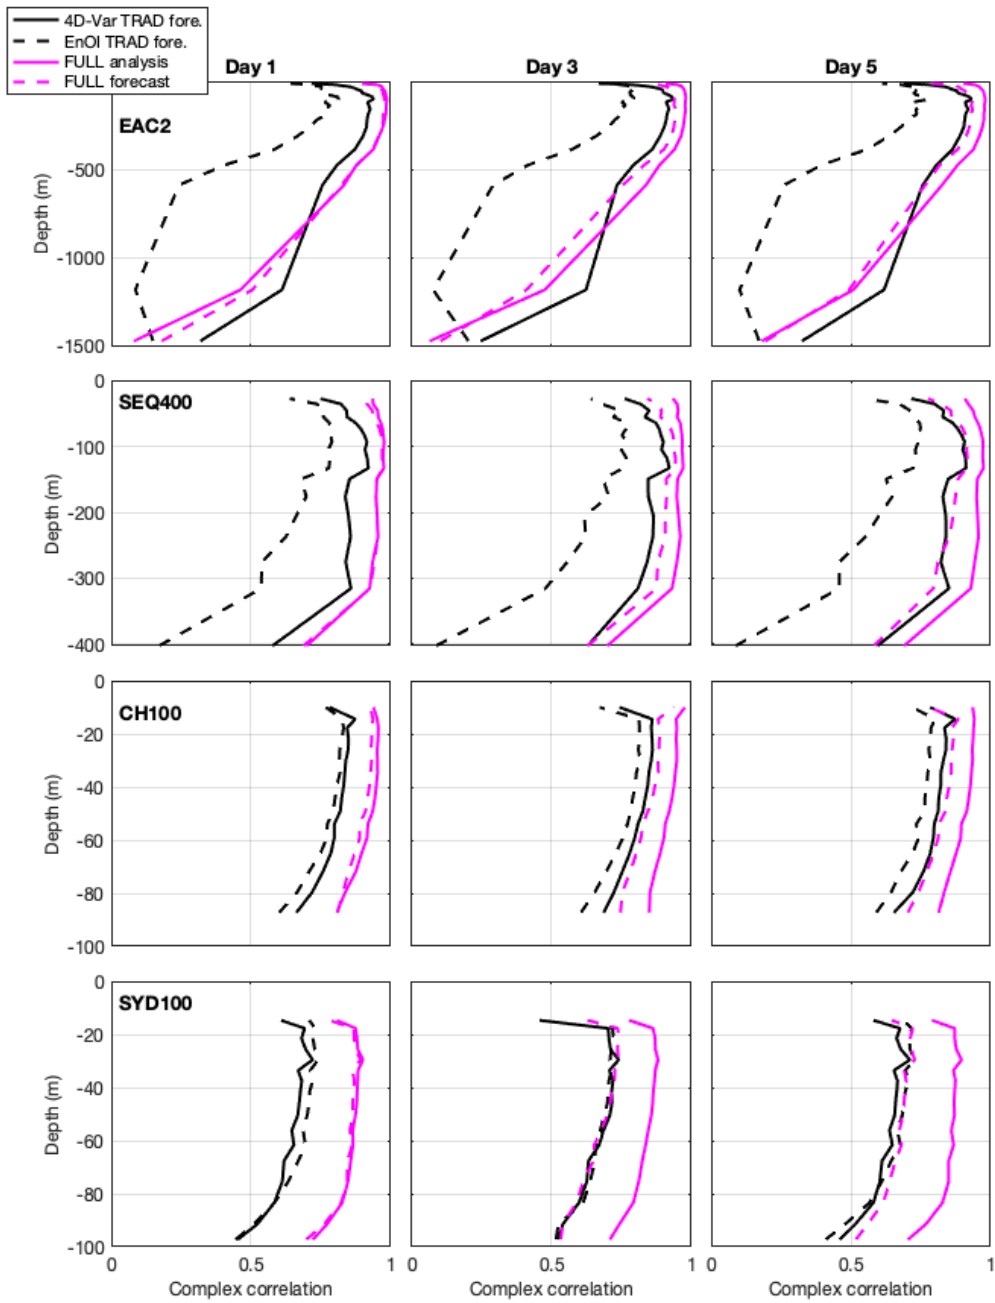 4D-Var TRAD fore.
EnOI TRAD fore.
FULL analysis
FULL forecast
Day 1
Day 3
Day 5
EAC2
Depth (m)
-500
-1000
-1500
SEQ400
Depth (m)
0
-100
-200
-300
-400
CH100
Depth (m)
0
-20
-40
-60
-80
-100
SYD100
Depth (m)
0
-20
-40
-60
-80
-100
0 0.5 1
0 0.5 1
0 0.5 1
Complex correlation
Complex correlation
Complex correlation